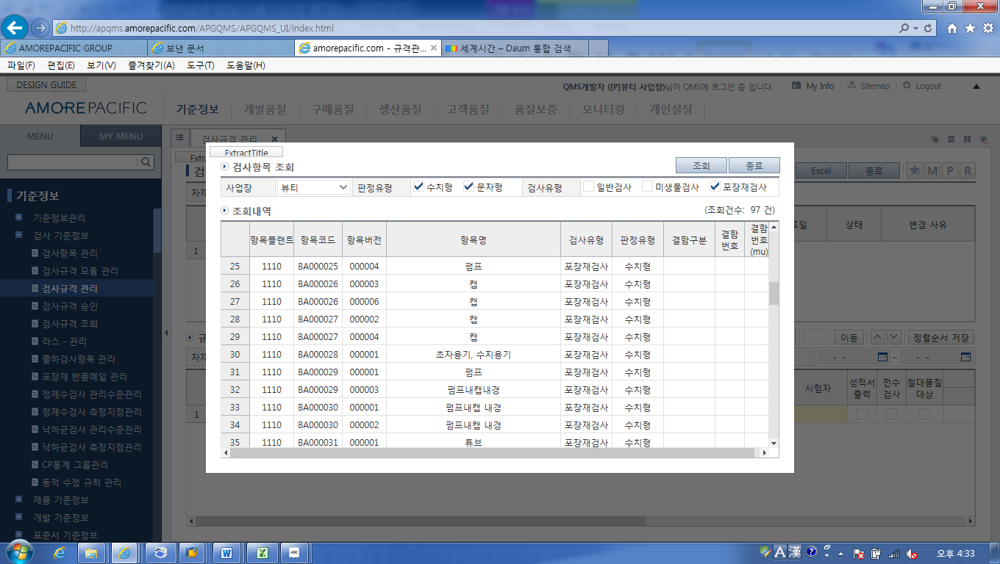 http://apqms.amorepacific.com/APGQMS/APGQMS_UI/index.html
AMOREPACIFIC GROUP 보낸 문서 amorepacific.com - 규격관... 세계시간 – Daum 통합 검색
파일(F) 편집(E) 보기(V) 즐겨찾기(A) 도구(T) 도움말(H)
DESIGN GUIDE
QMS개발자 ([P]뷰티 사업장)님이 QMS에 로그인 중 입니다. My Info Sitemap Logout
AMOREPACIFIC 기준정보 개발품질 구매품질 생산품질 고객품질 품질보증 모니터링 개인설정
MENU MY MENU 검사규격 관리
ExtractTitle
검사항목 조회 조회 종료
Excel 종료 M P R
사업장 뷰티 판정유형 수치형 문자형 검사유형 일반검사 미생물검사 포장재검사
조회내역 (조회건수: 97 건)
항목플랜트 항목코드 항목버전 항목명 검사유형 판정유형 결함구분 결함 번호 결함 번호 (mu)
25 1110 BA000025 000004 펌프 포장재검사 수치형
26 1110 BA000026 000003 캡 포장재검사 수치형
27 1110 BA000026 000006 캡 포장재검사 수치형
28 1110 BA000027 000002 캡 포장재검사 수치형
29 1110 BA000027 000004 캡 포장재검사 수치형
30 1110 BA000028 000001 초자용기, 수지용기 포장재검사 수치형
31 1110 BA000029 000001 펌프 포장재검사 수치형
32 1110 BA000029 000003 펌프내캡내경 포장재검사 수치형
33 1110 BA000030 000001 펌프내캡 내경 포장재검사 수치형
34 1110 BA000030 000002 펌프내캡 내경 포장재검사 수치형
35 1110 BA000031 000001 튜브 포장재검사 수치형
기준정보
기준정보관리
검사 기준정보
검사항목 관리
검사규격 모듈 관리
검사규격 관리
검사규격 승인
검사규격 조회
라스 - 관리
출하검사항목 관리
포장재 반품메일 관리
정제수검사 관리수준관리
정제수검사 측정지점관리
낙하균검사 관리수준관리
낙하균검사 측정지점관리
CP통계 그룹관리
동적 수정 규칙 관리
제품 기준정보
개발 기준정보
표준서 기준정보
상태 변경 사유
1
이동 정렬순서 저장
- - ~ - -
시험자 성적서 출력 전수 검사 절대품질 대상
1
A 漢 오후 4:33